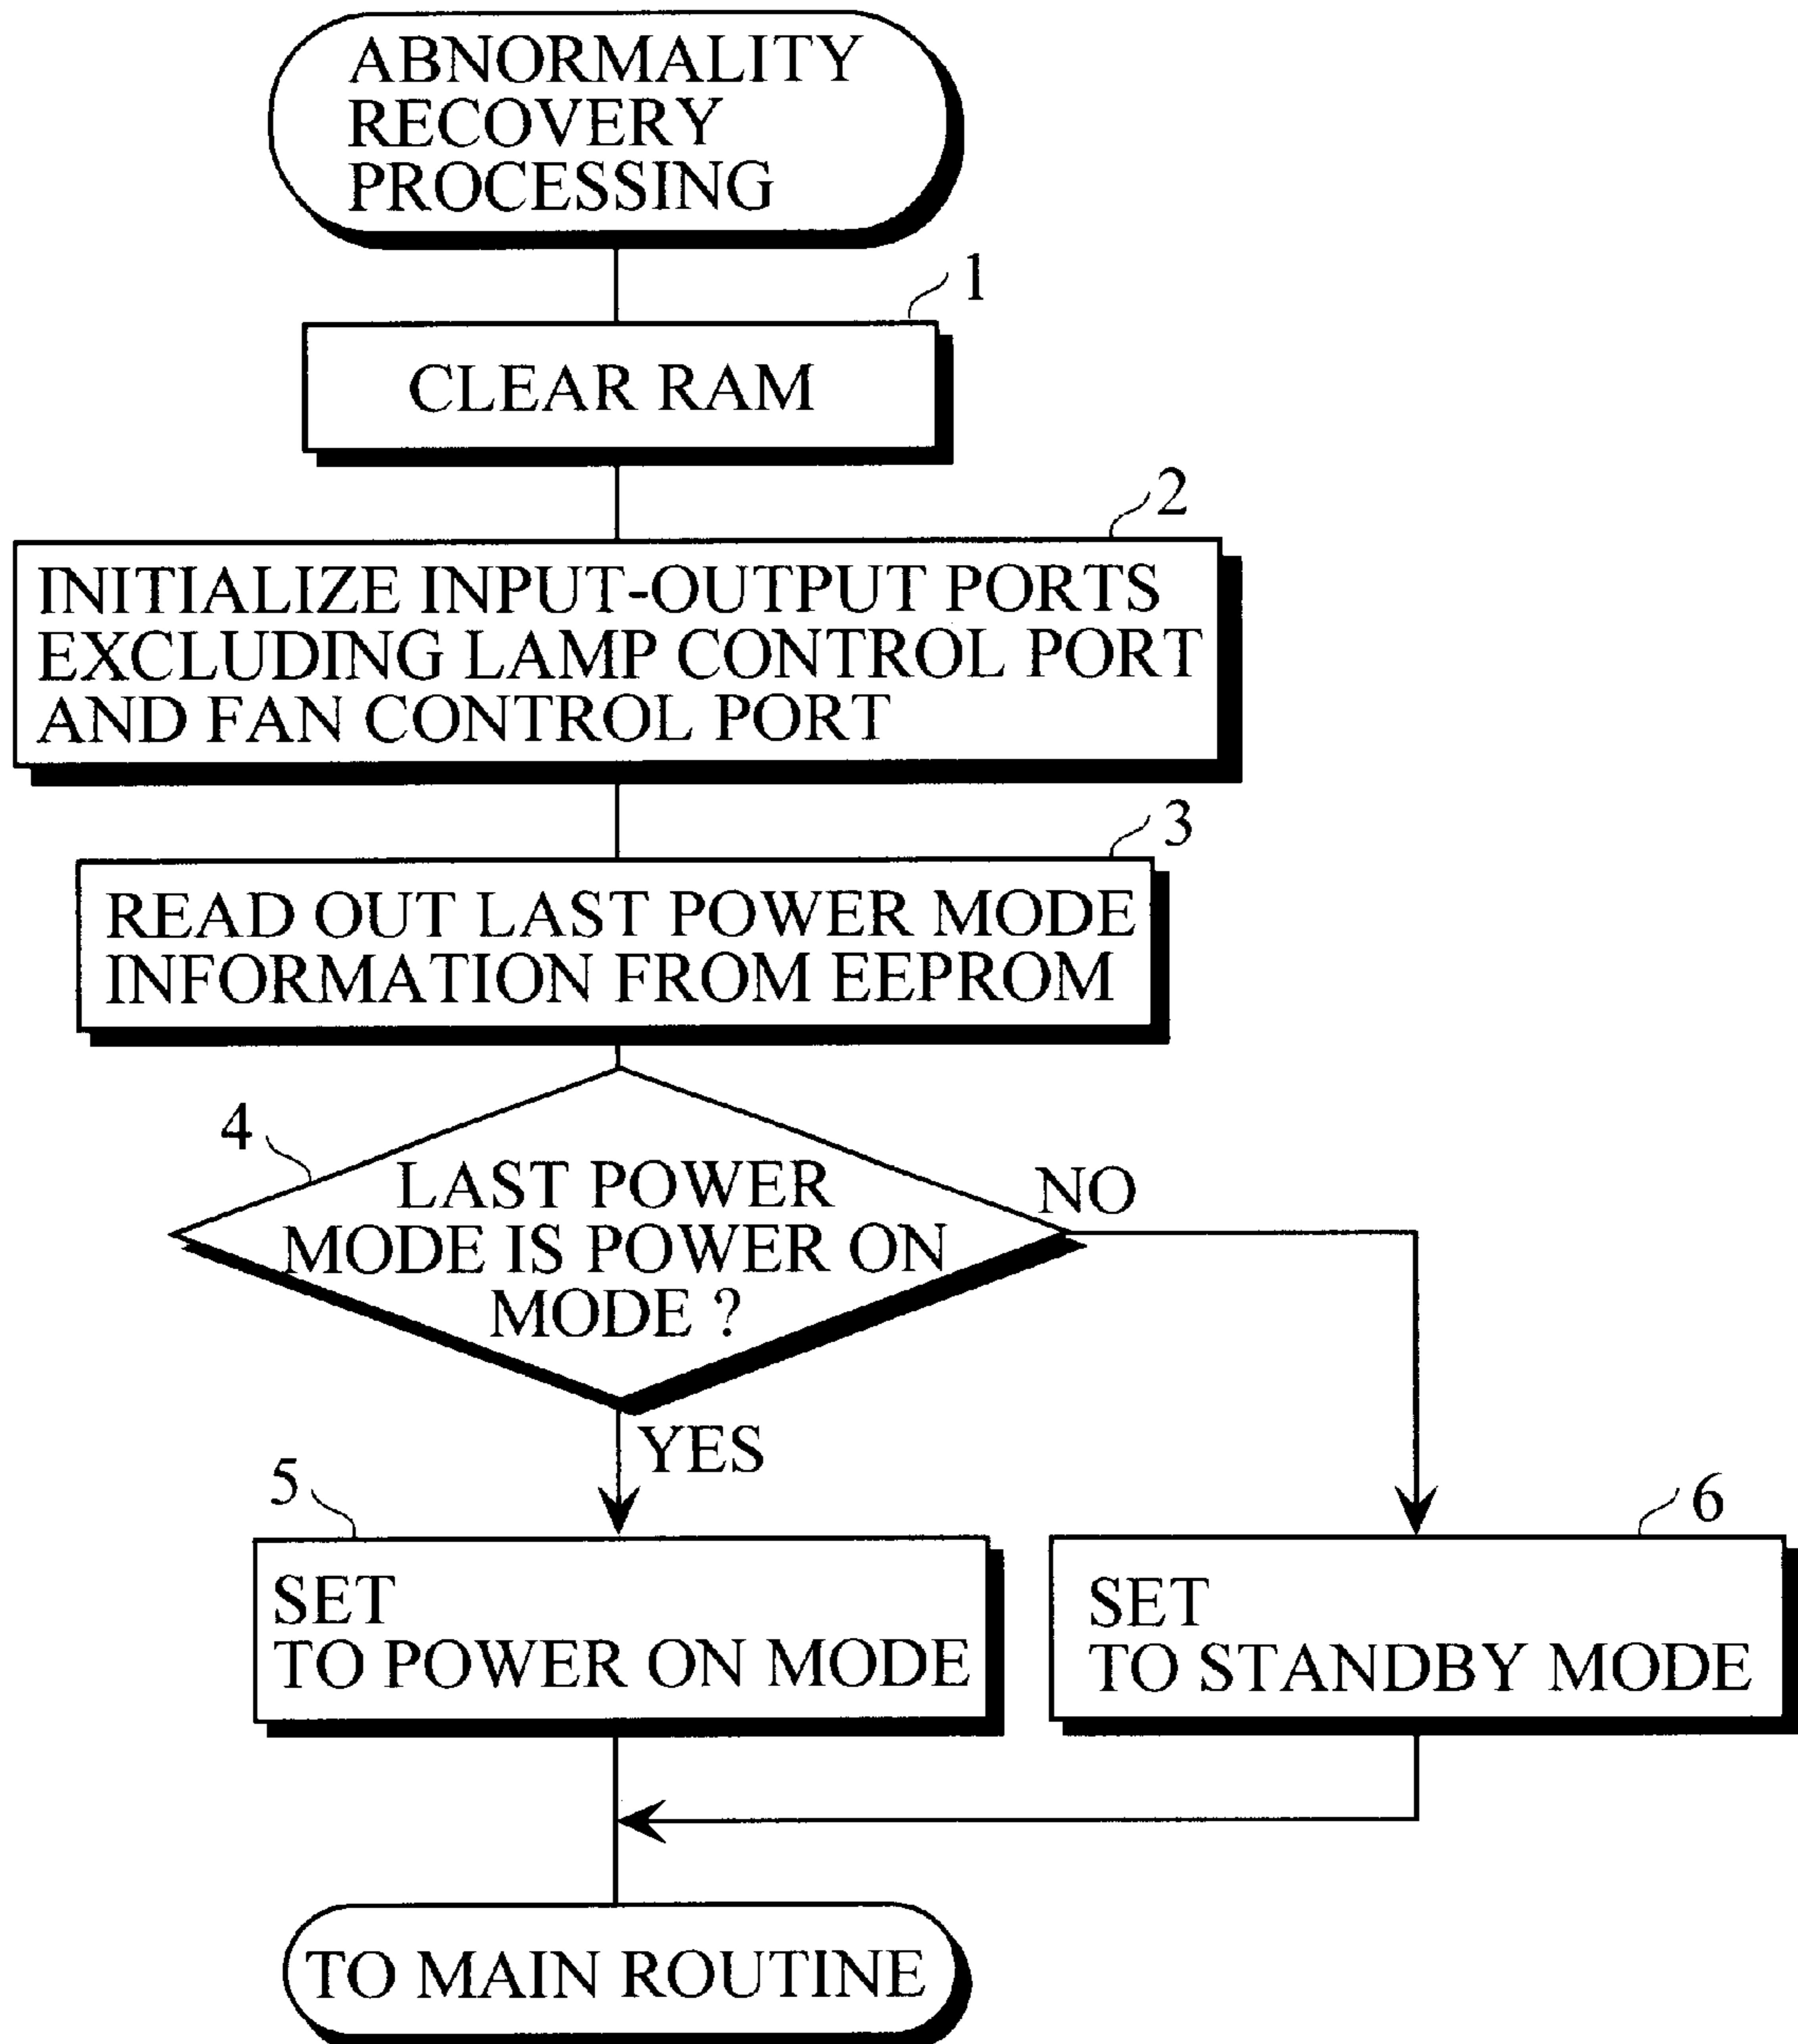 ABNORMALITY
RECOVERY
PROCESSING
1
CLEAR RAM
2
INITIALIZE INPUT-OUTPUT PORTS
EXCLUDING LAMP CONTROL PORT
AND FAN CONTROL PORT
3
READ OUT LAST POWER MODE
INFORMATION FROM EEPROM
4
LAST POWER
MODE IS POWER ON
MODE ?
NO
YES
5
SET
TO POWER ON MODE
6
SET
TO STANDBY MODE
TO MAIN ROUTINE